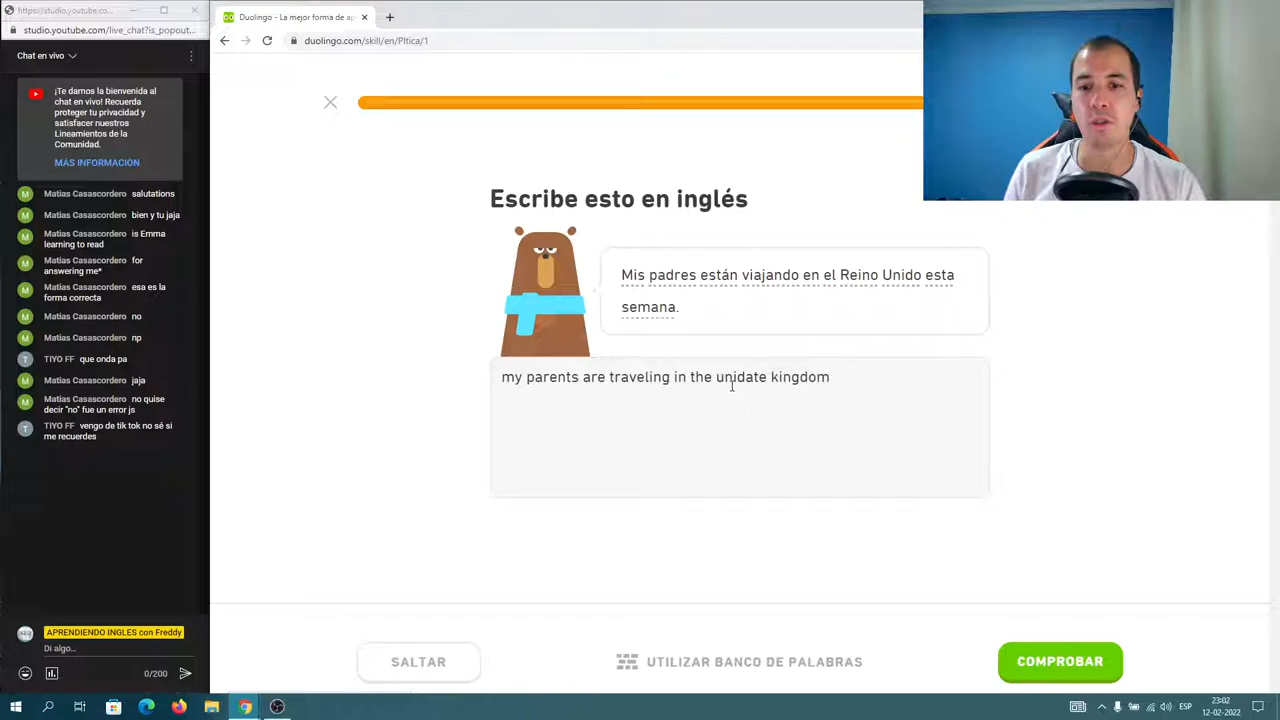 https://studio.youtube.co...
studio.youtube.com/live_chat?is_popout...
Chat en vivo
¡Te damos la bienvenida al
chat en vivo! Recuerda
proteger tu privacidad y
satisfacer nuestros
Lineamientos de la
Comunidad.
MÁS INFORMACIÓN
M Matias Casascordero salutations
M Matias Casascordero bien y tu jaja
M Matias Casascordero is Emma
learning to read
M Matias Casascordero for
answering me*
M Matias Casascordero esa es la
forma correcta
M Matias Casascordero no
M Matias Casascordero np
T TIYO FF que onda pa
M Matias Casascordero jaja
M Matias Casascordero no quise
decir "no" fue un error js
T TIYO FF vengo de tik tok no sé si
me recuerdes
APRENDIENDO INGLES con Freddy
Di algo...
0/200
Duolingo - La mejor forma de ap
duolingo.com/skill/en/Pltica/1
Escribe esto en inglés
Mis padres están viajando en el Reino Unido esta
semana.
my parents are traveling in the unidate kingdom
SALTAR
UTILIZAR BANCO DE PALABRAS
COMPROBAR
ESP
23:02
12-02-2022